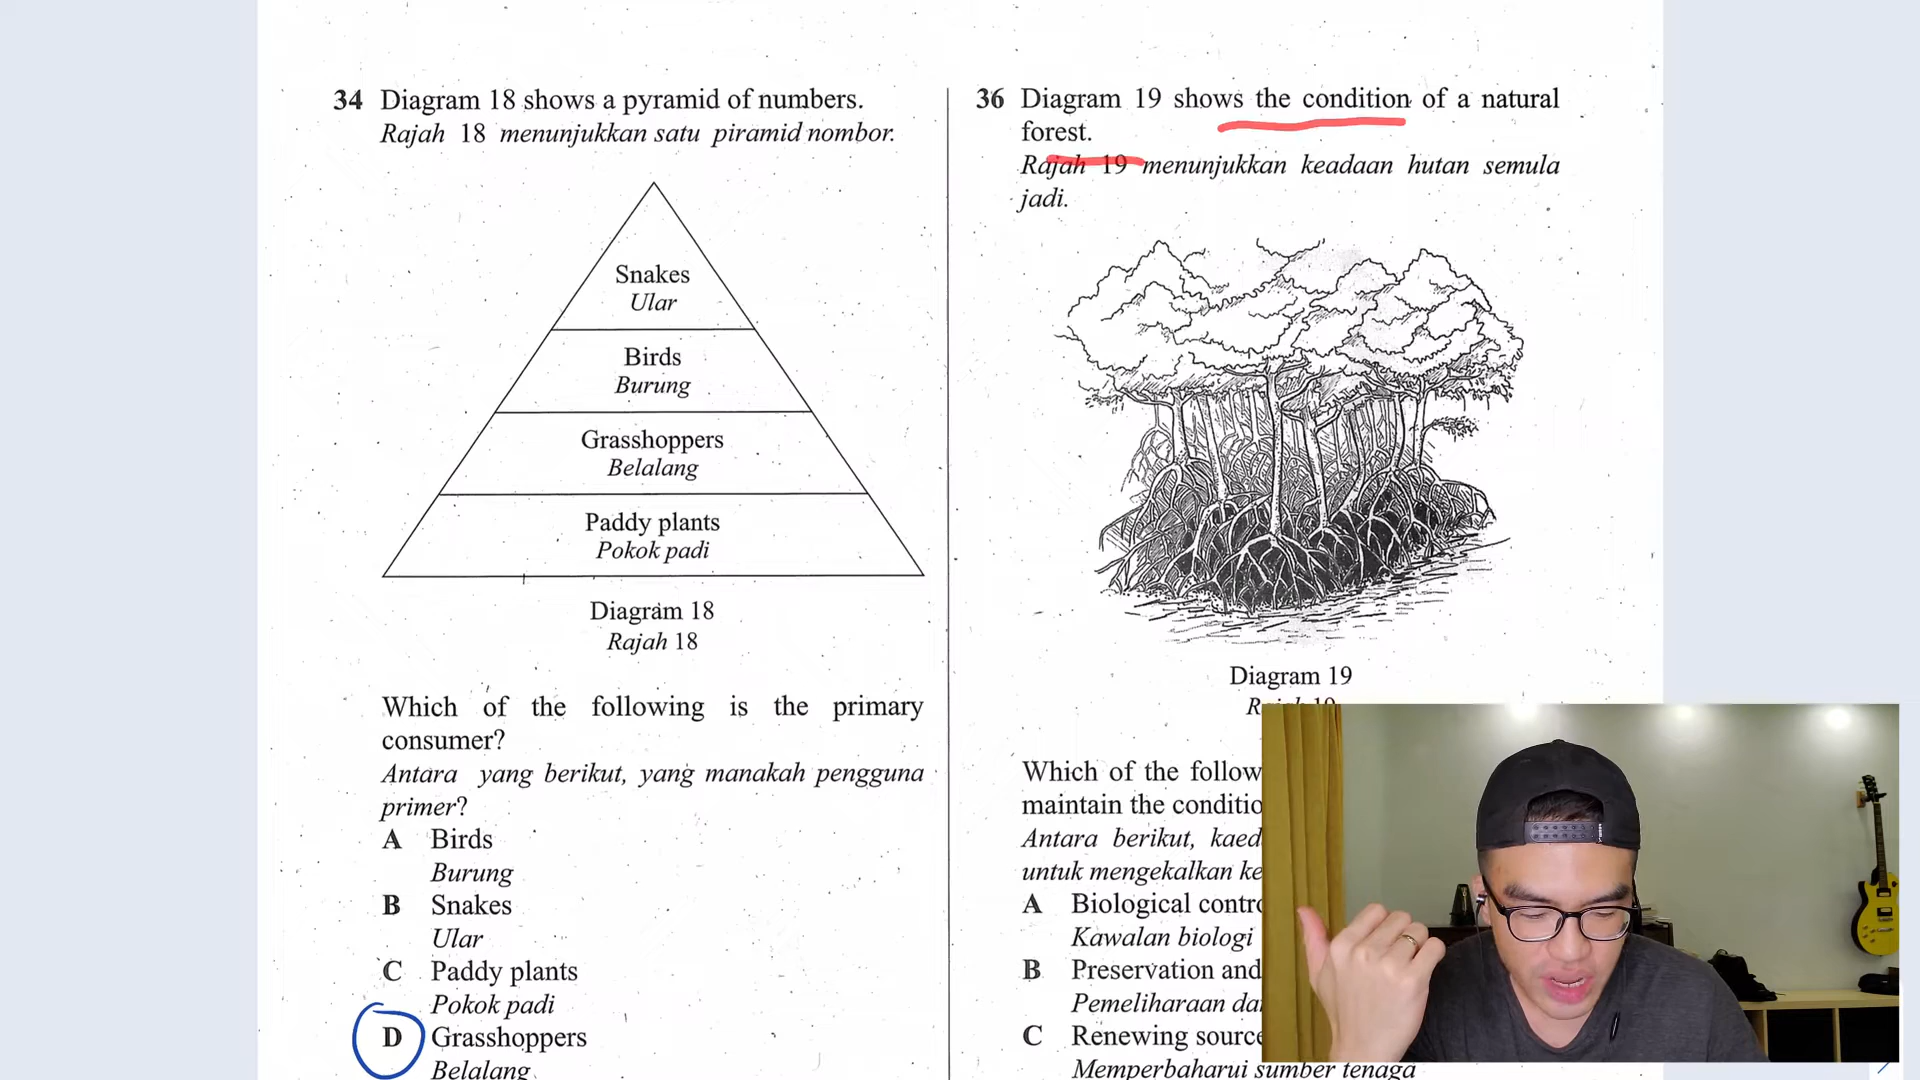 34 Diagram 18 shows a pyramid of numbers.
Rajah 18 menunjukkan satu piramid nombor.
Snakes
Ular
Birds
Burung
Grasshoppers
Belalang
Paddy plants
Pokok padi
Diagram 18
Rajah 18
Which of the following is the primary
consumer?
Antara yang berikut, yang manakah pengguna
primer?
A Birds
Burung
B Snakes
Ular
C Paddy plants
Pokok padi
D Grasshoppers
Belalang
36 Diagram 19 shows the condition of a natural
forest.
Rajah 19 menunjukkan keadaan hutan semula
jadi.
Diagram 19
Which of the follow
maintain the conditio
Antara berikut, kaed
untuk mengekalkan ke
A Biological contro
Kawalan biologi
B Preservation and
Pemeliharaan da
C Renewing source
Memperbaharui sumber tenaga